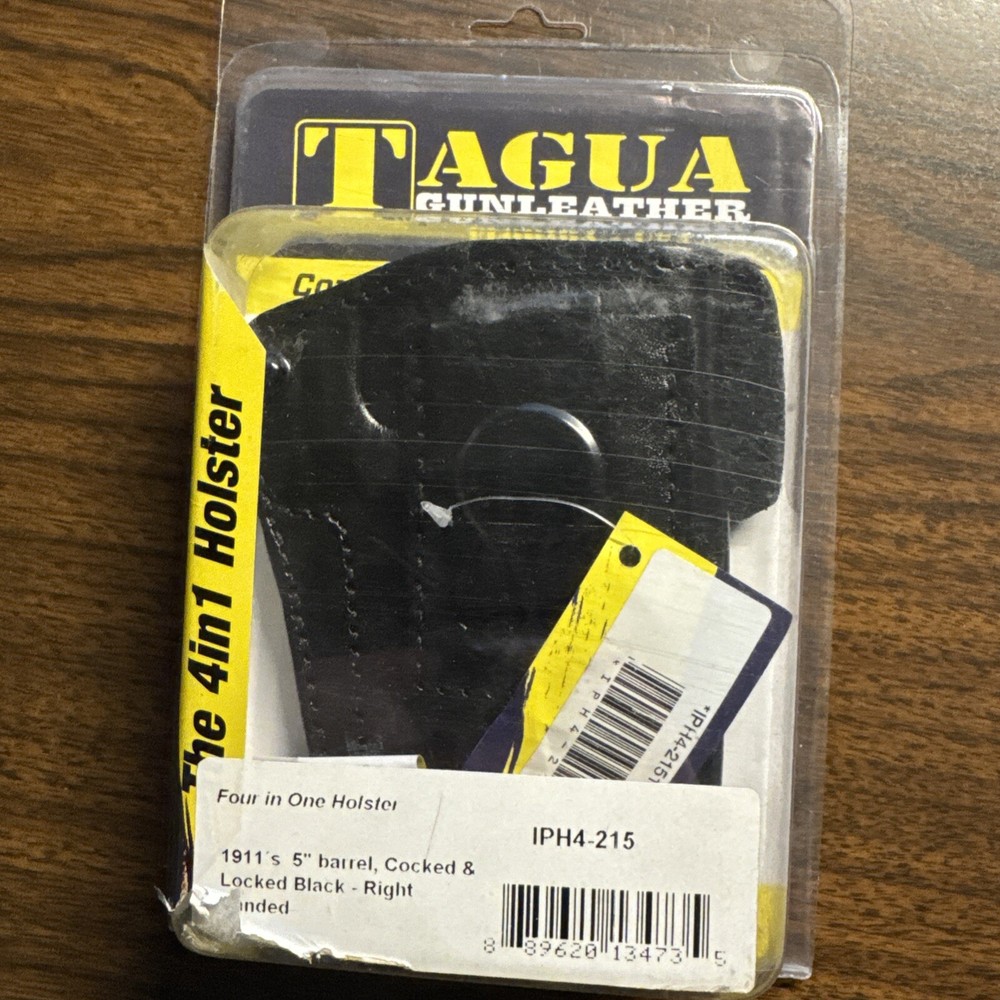 TAGUA
GUNLEATHER
The 4in1 Holster
*IPH4-215
Four in One Holster
IPH4-215
1911's 5" barrel, Cocked &
Locked Black - Right
nded
8 89620 13473 5